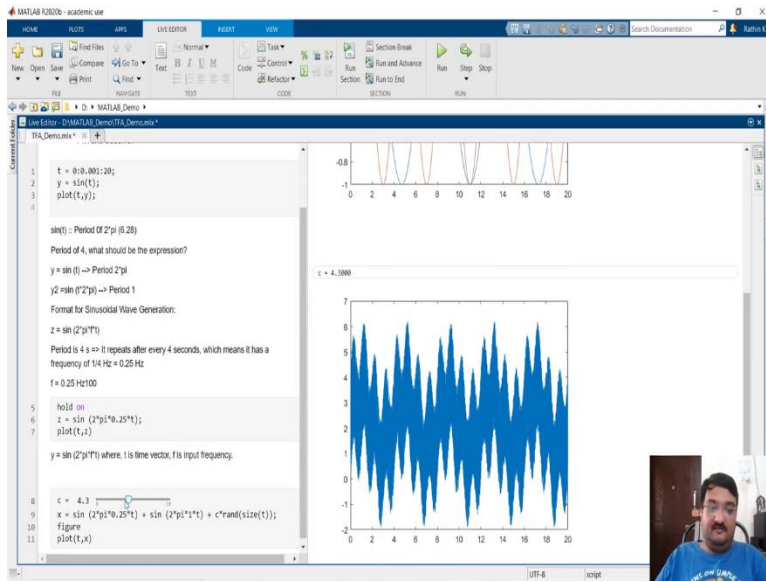 MATLAB R2020b - academic use
HOME PLOTS APPS LIVE EDITOR INSERT VIEW
Search Documentation
Rathin K
New Open Save
Find Files
Compare
Print
Go To
Find
Text
Normal
B I U M
Code
Task
Control
Refactor
Run Section
Section Break
Run and Advance
Run to End
Run Step Stop
FILE NAVIGATE TEXT CODE SECTION RUN
D: MATLAB_Demo
Current Folder
Live Editor - D:\MATLAB_Demo\TFA_Demo.mlx *
TFA_Demo.mlx *
1 t = 0:0.001:20;
2 y = sin(t);
3 plot(t,y);
4
sin(t) :: Period Of 2*pi (6.28)
Period of 4, what should be the expression?
y = sin (t) --> Period 2*pi
y2 =sin (t*2*pi) --> Period 1
Format for Sinusoidal Wave Generation:
z = sin (2*pi*f*t)
Period is 4 s => It repeats after every 4 seconds, which means it has a
frequency of 1/4 Hz = 0.25 Hz
f = 0.25 Hz100
5 hold on
6 z = sin (2*pi*0.25*t);
7 plot(t,z)
y = sin (2*pi*f*t) where, t is time vector, f is input frequency.
8 c = 4.3
9 x = sin (2*pi*0.25*t) + sin (2*pi*1*t) + c*rand(size(t));
10 figure
11 plot(t,x)
-0.8
-1
0 2 4 6 8 10 12 14 16 18 20
c = 4.3000
7
6
5
4
3
2
1
0
-1
-2
0 2 4 6 8 10 12 14 16 18 20
UTF-8 script